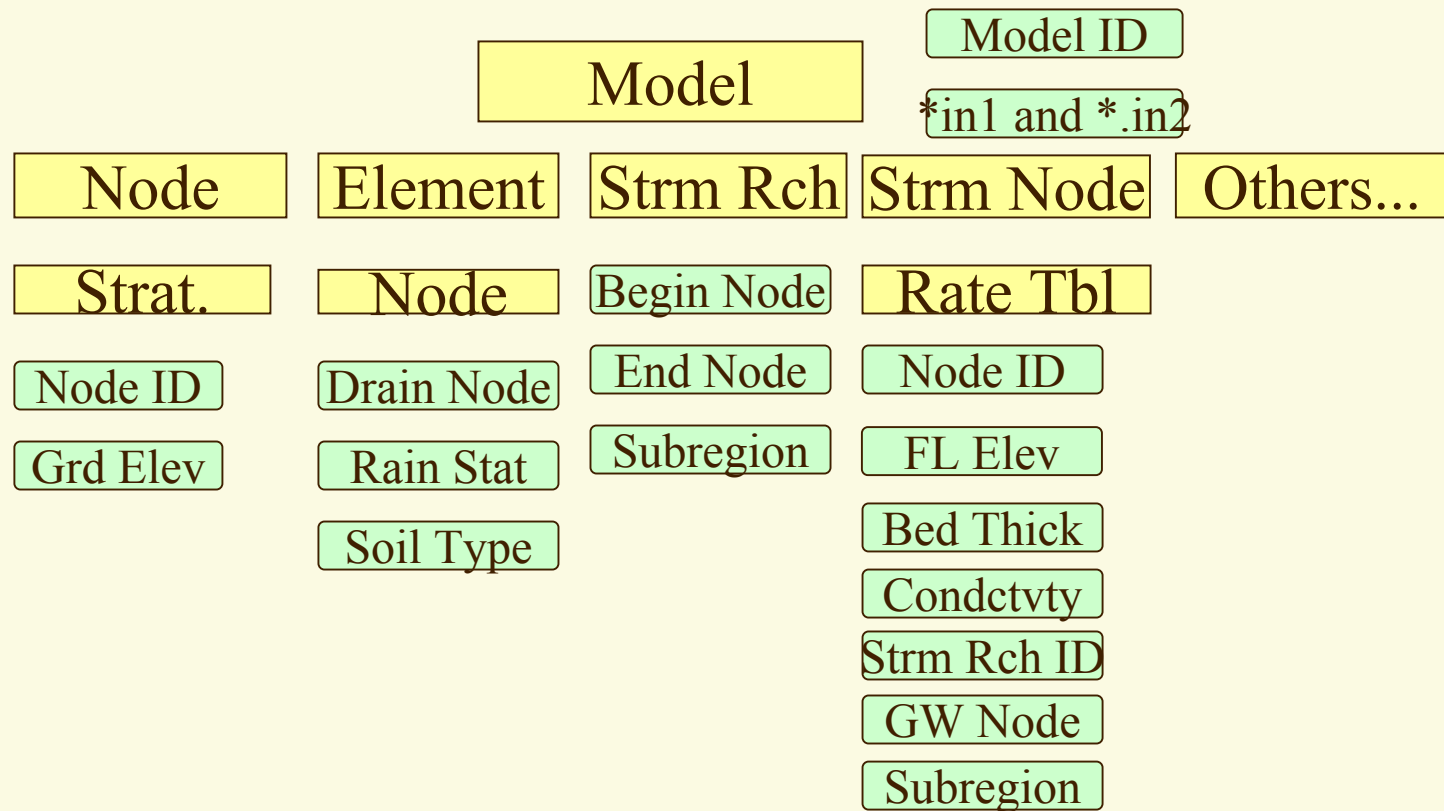 Model
Model ID
*in1 and *.in2
Node
Element
Strm Rch
Strm Node
Others...
Strat.
Node ID
Grd Elev
Node
Drain Node
Rain Stat
Soil Type
Begin Node
End Node
Subregion
Rate Tbl
Node ID
FL Elev
Bed Thick
Condctvty
Strm Rch ID
GW Node
Subregion